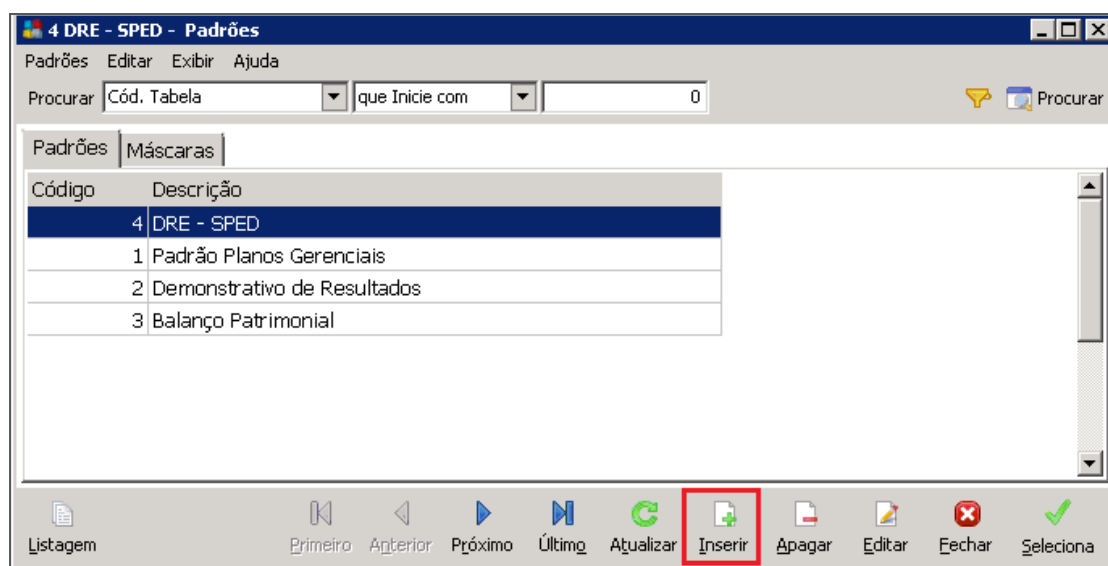 4 DRE - SPED - Padrões
Padrões Editar Exibir Ajuda
Procurar Cód. Tabela que Inicie com 0 Procurar
Padrões Máscaras
Código Descrição
4 DRE - SPED
1 Padrão Planos Gerenciais
2 Demonstrativo de Resultados
3 Balanço Patrimonial
Listagem Primeiro Anterior Próximo Último Atualizar Inserir Apagar Editar Fechar Seleciona